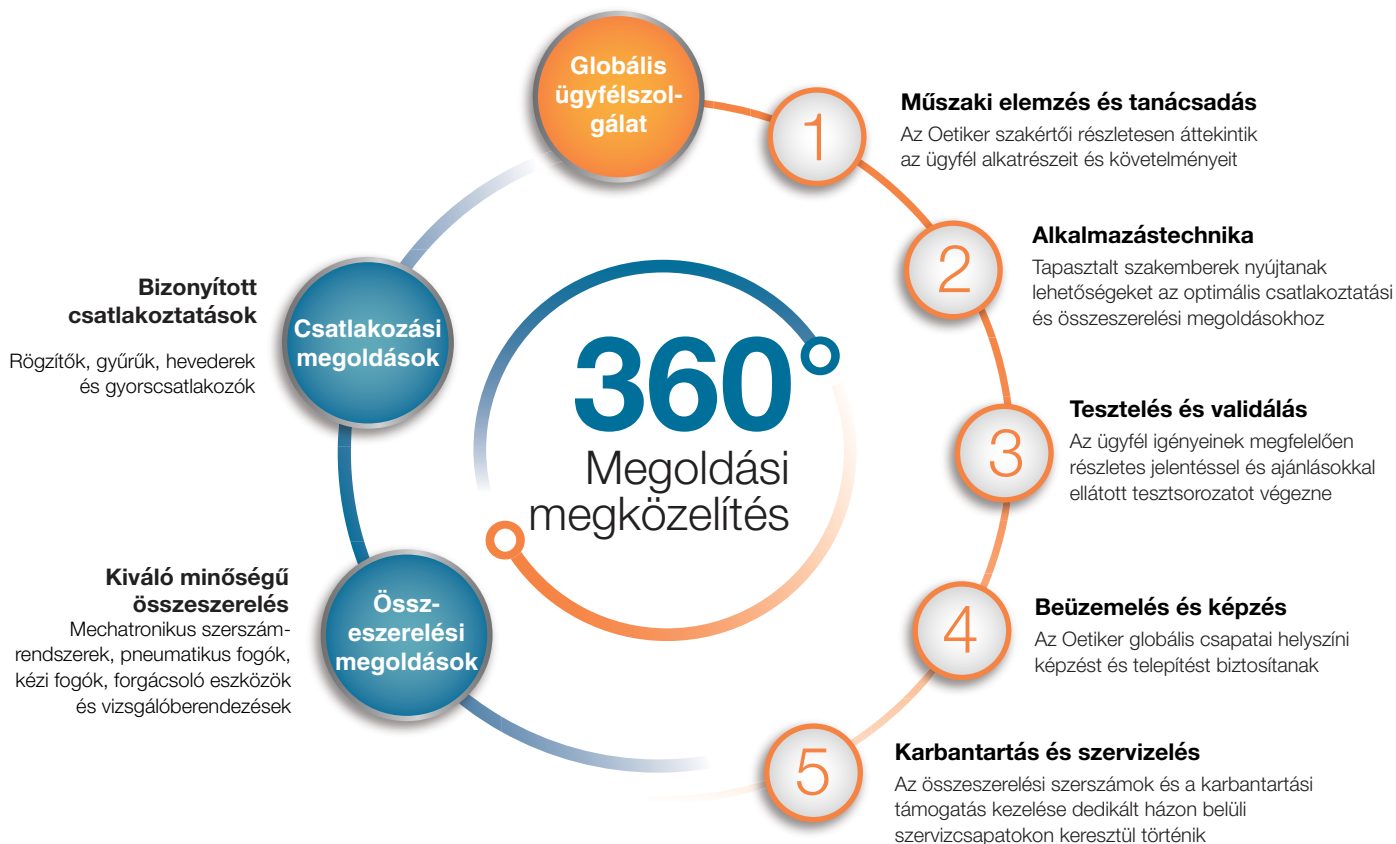 Globális
ügyfélszol-
gálat
1
Műszaki elemzés és tanácsadás
Az Oetiker szakértői részletesen áttekintik
az ügyfél alkatrészeit és követelményeit
2
Alkalmazástechnika
Tapasztalt szakemberek nyújtanak
lehetőségeket az optimális csatlakoztatási
és összeszerelési megoldásokhoz
3
Tesztelés és validálás
Az ügyfél igényeinek megfelelően
részletes jelentéssel és ajánlásokkal
ellátott tesztsorozatot végezne
4
Beüzemelés és képzés
Az Oetiker globális csapatai helyszíni
képzést és telepítést biztosítanak
5
Karbantartás és szervizelés
Az összeszerelési szerszámok és a karbantartási
támogatás kezelése dedikált házon belüli
szervizcsapatokon keresztül történik
Bizonyított
csatlakoztatások
Rögzítők, gyűrűk, hevederek
és gyorscsatlakozók
Csatlakozási
megoldások
360°
Megoldási
megközelítés
Kiváló minőségű
összeszerelés
Mechatronikus szerszám-
rendszerek, pneumatikus fogók,
kézi fogók, forgácsoló eszközök
és vizsgálóberendezések
Össz-
eszerelési
megoldások